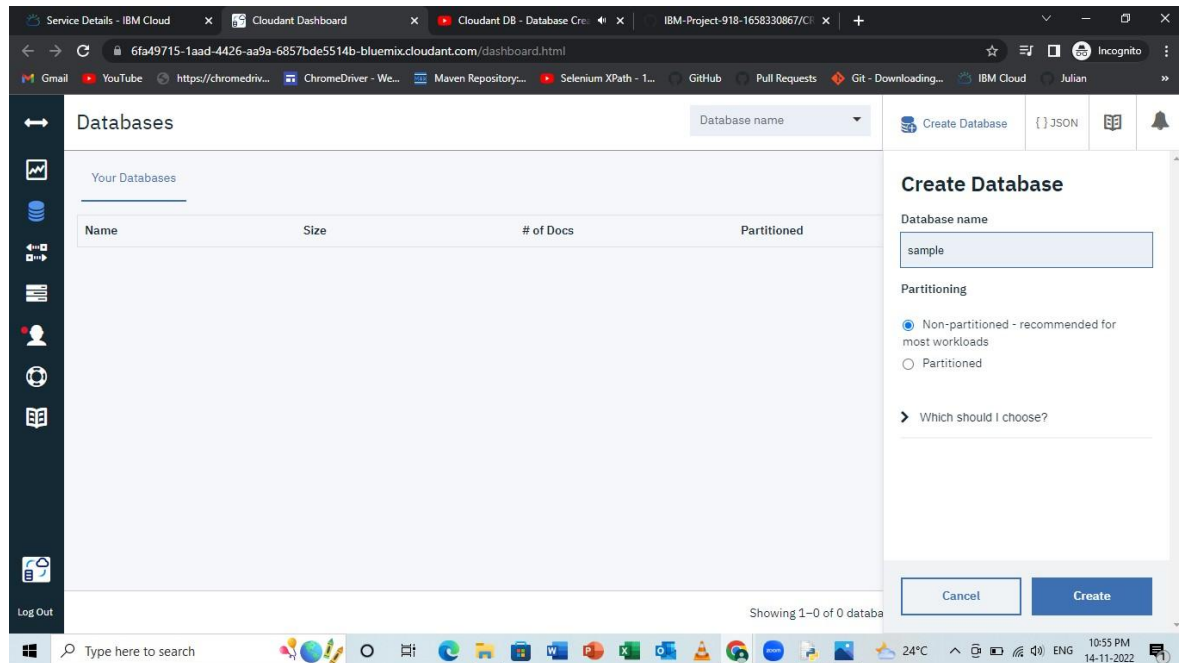 Service Details - IBM Cloud
Cloudant Dashboard
Cloudant DB - Database Crea
IBM-Project-918-1658330867/CR
6fa49715-1aad-4426-aa9a-6857bde5514b-bluemix.cloudant.com/dashboard.html
Incognito
Gmail YouTube https://chromedriv... ChromeDriver - We... Maven Repository:... Selenium XPath - 1... GitHub Pull Requests Git - Downloading... IBM Cloud Julian »
Databases
Database name
Create Database
{ } JSON
Your Databases
Name Size # of Docs Partitioned
Create Database
Database name
sample
Partitioning
Non-partitioned - recommended for
most workloads
Partitioned
Which should I choose?
Cancel
Create
Showing 1–0 of 0 databa
Log Out
Type here to search
zoom
24°C
ENG
10:55 PM
14-11-2022
1